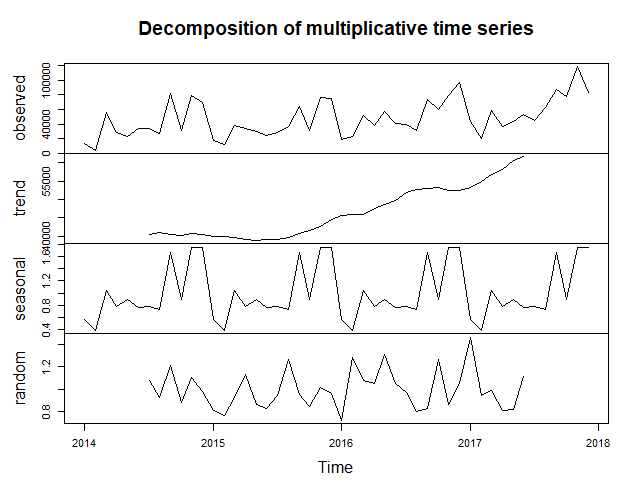 Decomposition of multiplicative time series
observed
0 40000 100000
trend
40000 55000
seasonal
0.4 0.8 1.2 1.6
random
0.8 1.2
2014 2015 2016 2017 2018
Time